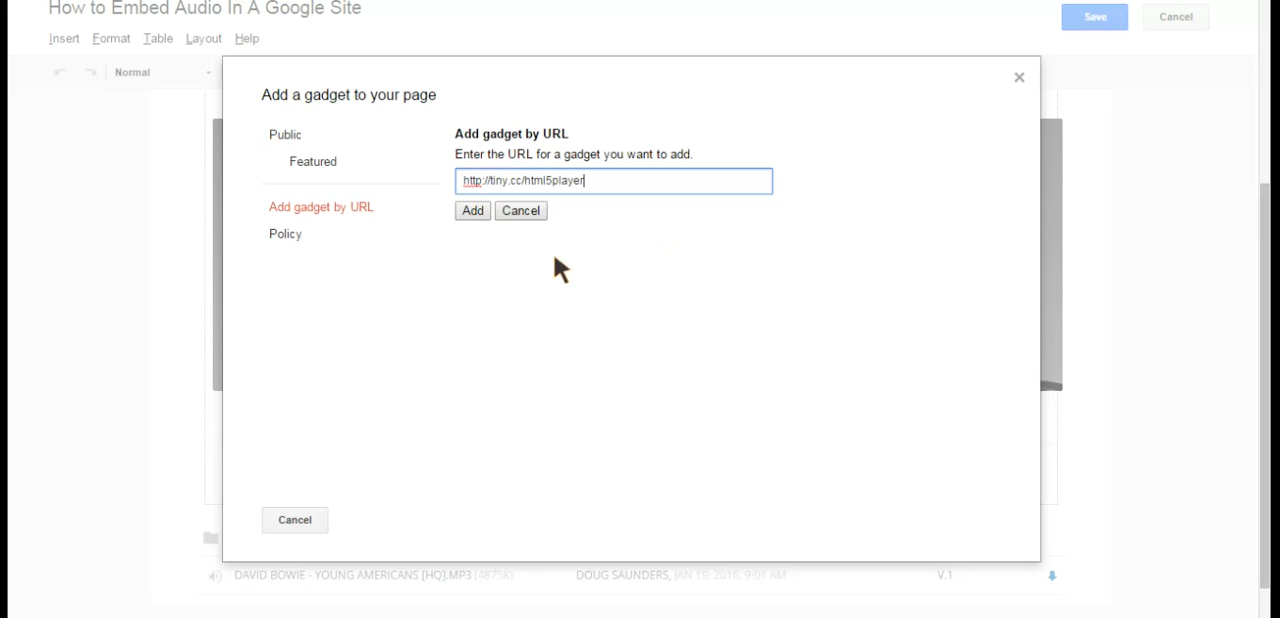 How to Embed Audio In A Google Site
Save Cancel
Insert Format Table Layout Help
Normal
Add a gadget to your page
Public
Featured
Add gadget by URL
Policy
Add gadget by URL
Enter the URL for a gadget you want to add.
http://tiny.cc/html5player
Add Cancel
Cancel
DAVID BOWIE - YOUNG AMERICANS [HQ].MP3 (4875K) DOUG SAUNDERS, JAN 19, 2016, 9:01 AM V.1